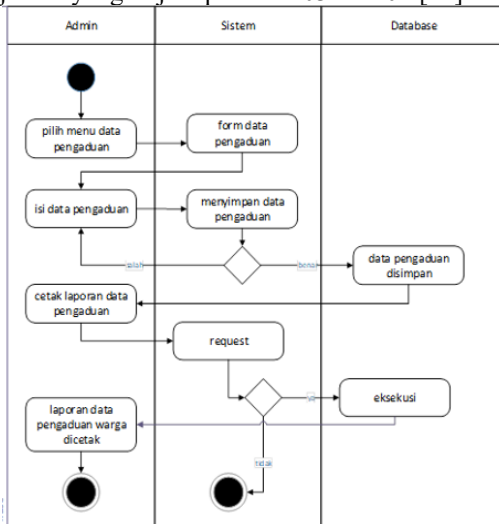 Admin
Sistem
Database
pilih menu data
pengaduan
form data
pengaduan
isi data pengaduan
menyimpan data
pengaduan
salah
benar
data pengaduan
disimpan
cetak laporan data
pengaduan
request
ya
eksekusi
laporan data
pengaduan warga
dicetak
tidak